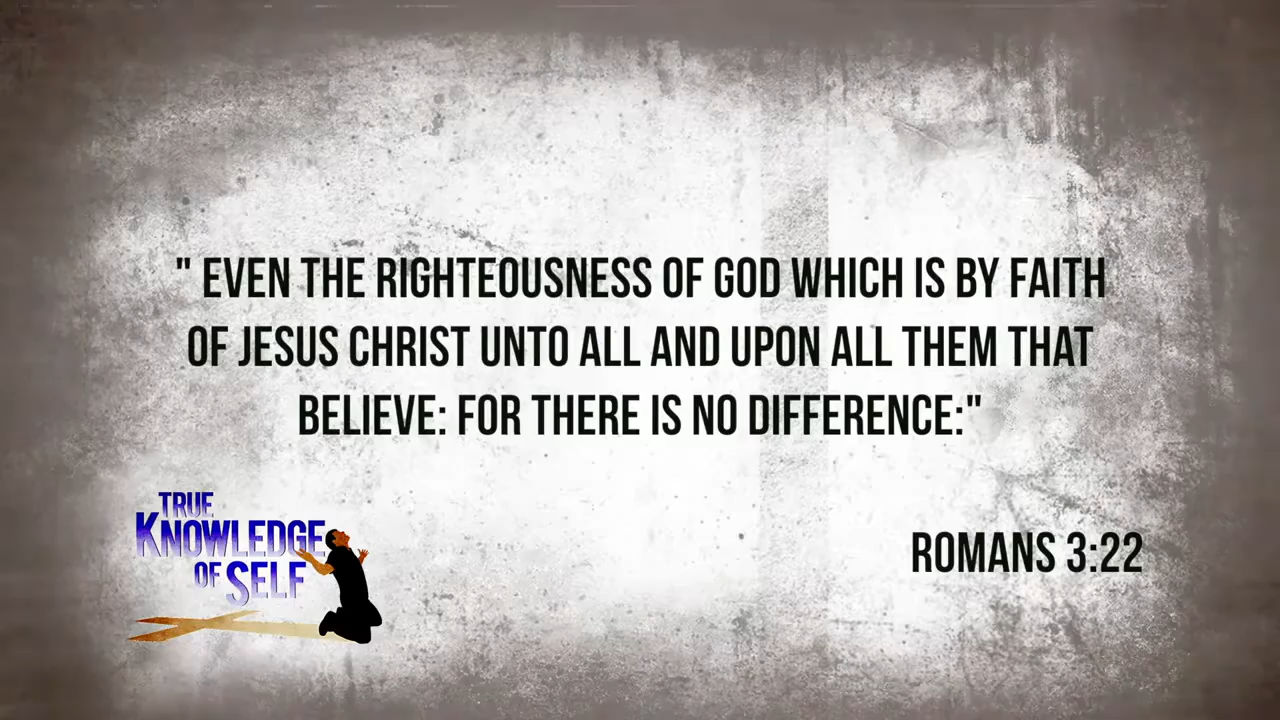 " EVEN THE RIGHTEOUSNESS OF GOD WHICH IS BY FAITH
OF JESUS CHRIST UNTO ALL AND UPON ALL THEM THAT
BELIEVE: FOR THERE IS NO DIFFERENCE:"
TRUE
KNOWLEDGE
OF SELF
ROMANS 3:22